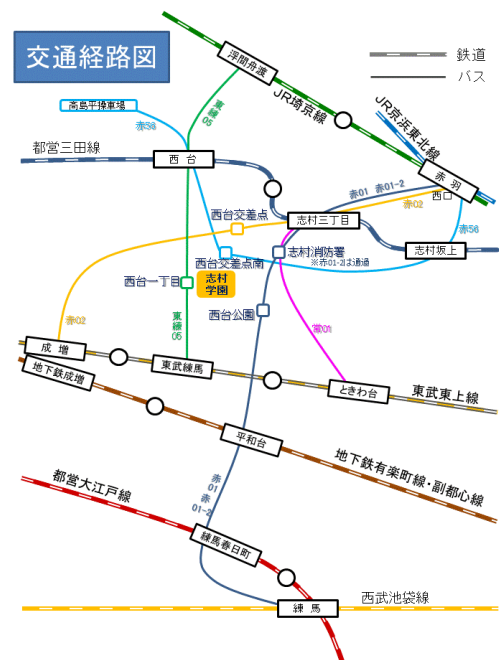 交通経路図
鉄道
バス
浮間舟渡
JR埼京線
JR京浜東北線
高島平操車場
赤56
東練05
都営三田線
西台
赤羽
西口
赤01 赤01-2
赤02
志村三丁目
西台交差点
赤56
志村坂上
志村消防署
※赤01-2は通過
西台交差点南
西台一丁目
志村
学園
西台公園
東練05
赤02
営01
成増
東武練馬
ときわ台
地下鉄成増
東武東上線
平和台
地下鉄有楽町線・副都心線
都営大江戸線
赤01
赤01-2
練馬春日町
西武池袋線
練馬